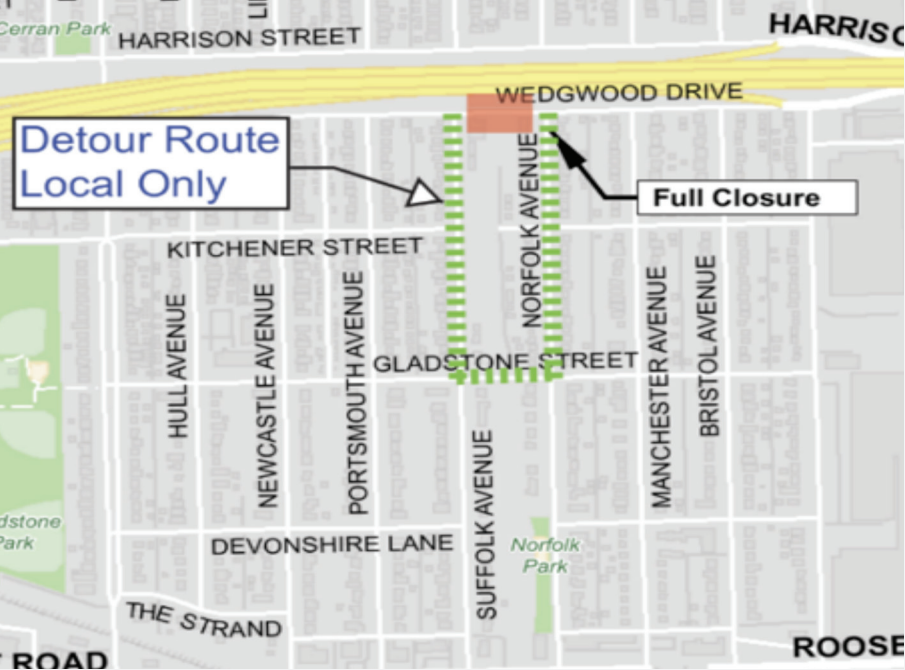 Cerran Park
HARRISON STREET
HARRISO
WEDGWOOD DRIVE
Detour Route
Local Only
Full Closure
NORFOLK AVENUE
KITCHENER STREET
HULL AVENUE
NEWCASTLE AVENUE
PORTSMOUTH AVENUE
GLADSTONE STREET
MANCHESTER AVENUE
BRISTOL AVENUE
SUFFOLK AVENUE
dstone
Park
DEVONSHIRE LANE
Norfolk
Park
THE STRAND
ROOSE
ROAD